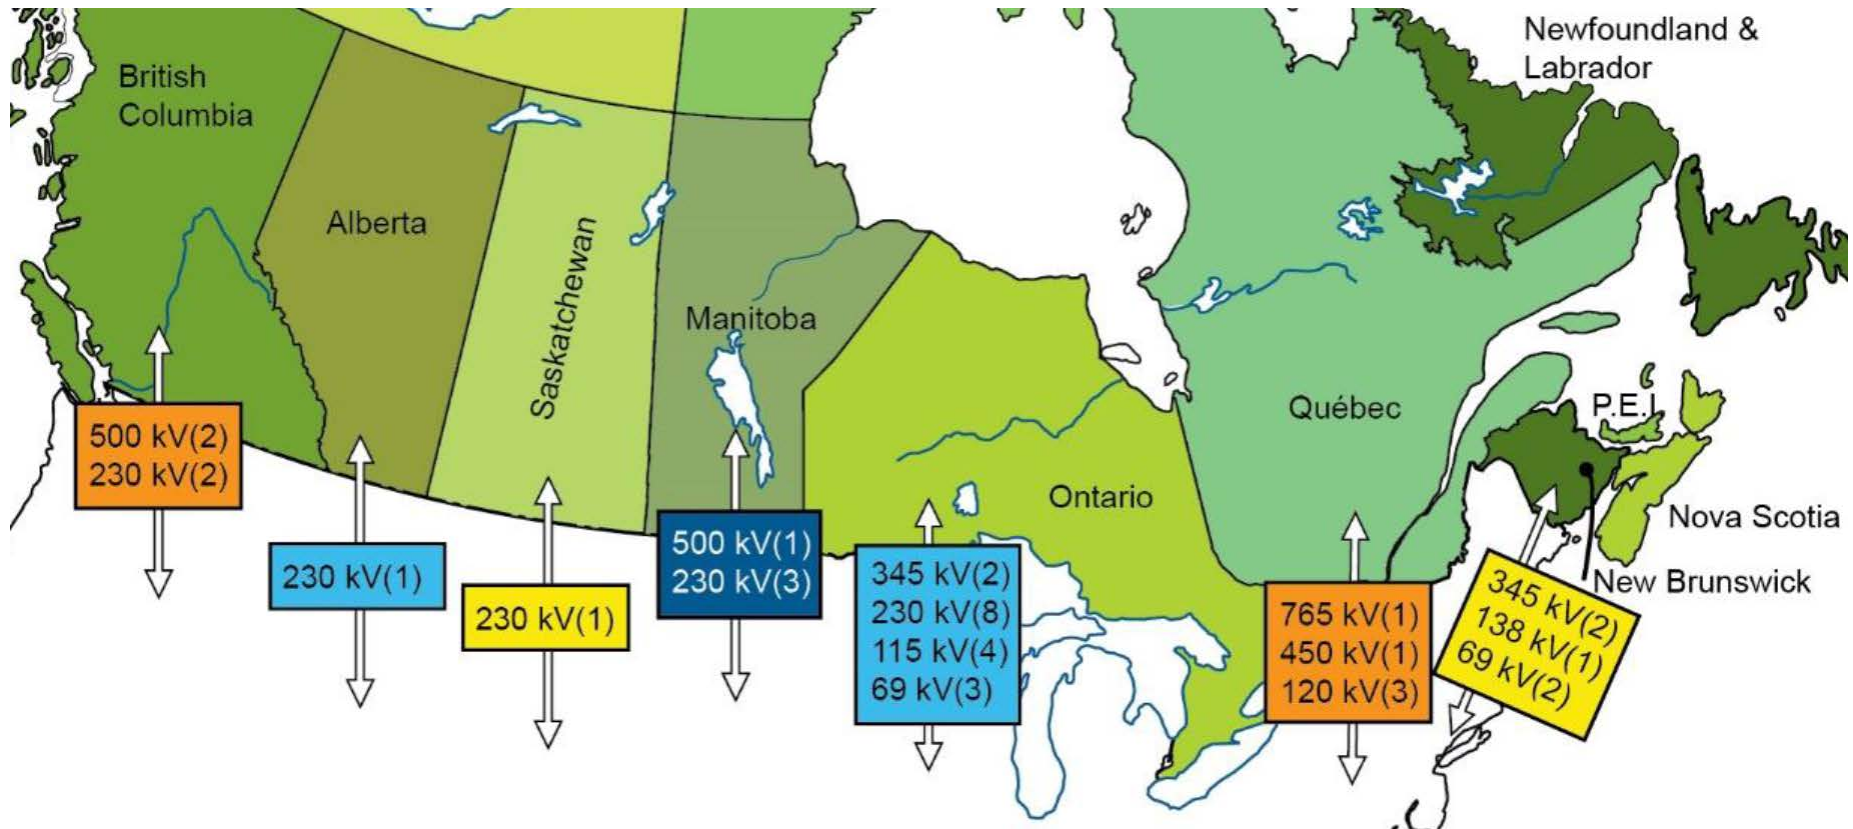 Newfoundland &
Labrador
British
Columbia
Alberta
Saskatchewan
Manitoba
Québec
P.E.I.
Ontario
Nova Scotia
New Brunswick
500 kV(2)
230 kV(2)
230 kV(1)
230 kV(1)
500 kV(1)
230 kV(3)
345 kV(2)
230 kV(8)
115 kV(4)
69 kV(3)
765 kV(1)
450 kV(1)
120 kV(3)
345 kV(2)
138 kV(1)
69 kV(2)